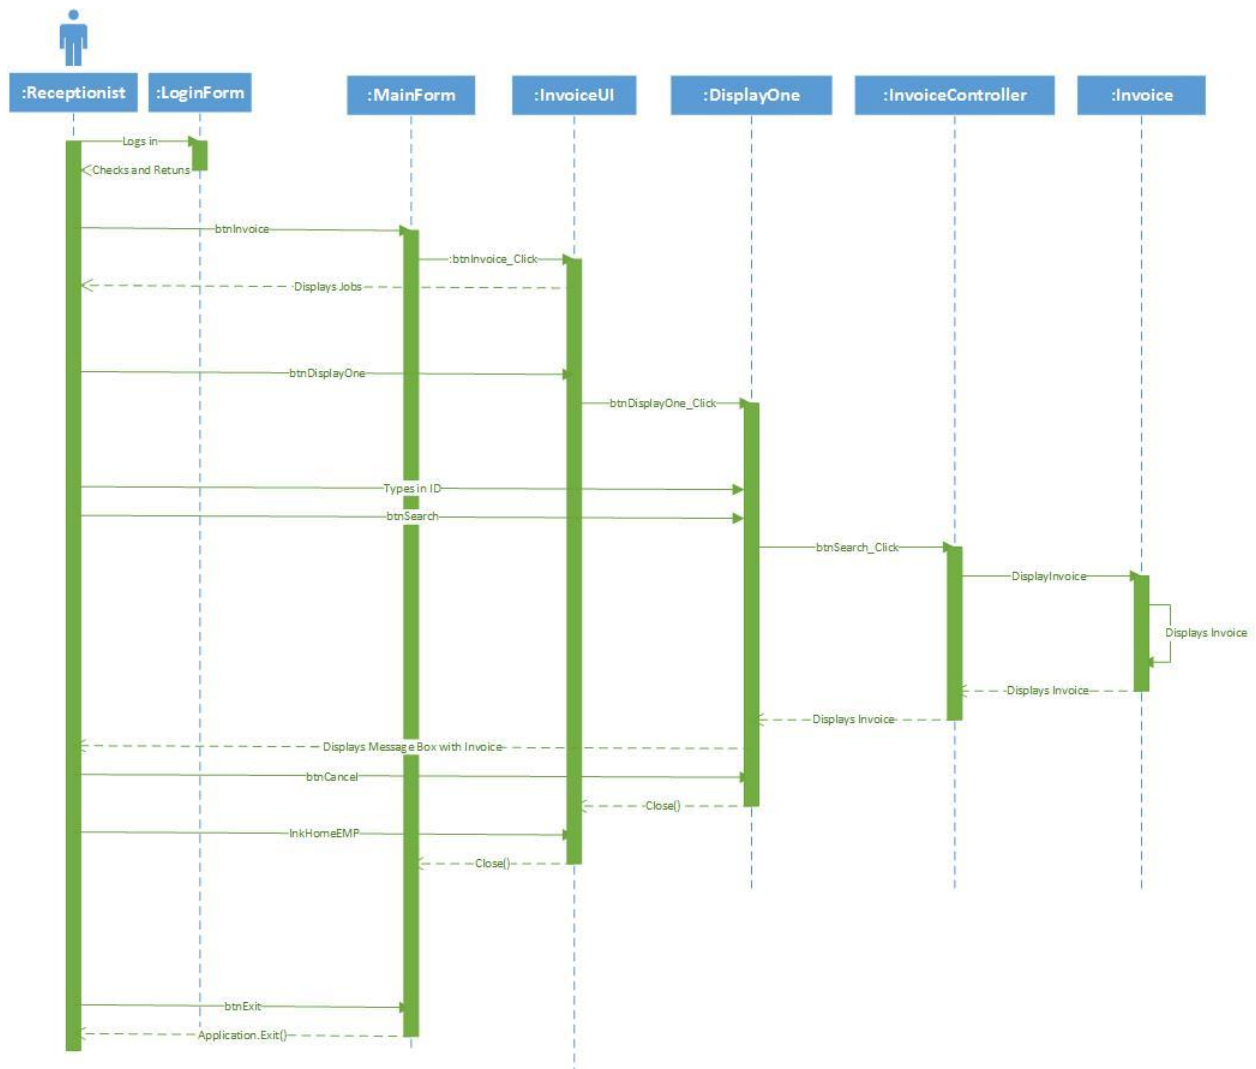 :Receptionist
:LoginForm
:MainForm
:InvoiceUI
:DisplayOne
:InvoiceController
:Invoice
Logs in
Checks and Retuns
btnInvoice
:btnInvoice_Click
Displays Jobs
btnDisplayOne
btnDisplayOne_Click
Types in ID
btnSearch
btnSearch_Click
DisplayInvoice
Displays Invoice
Displays Invoice
Displays Invoice
Displays Message Box with Invoice
btnCancel
Close()
lnkHomeEMP
Close()
btnExit
Application.Exit()